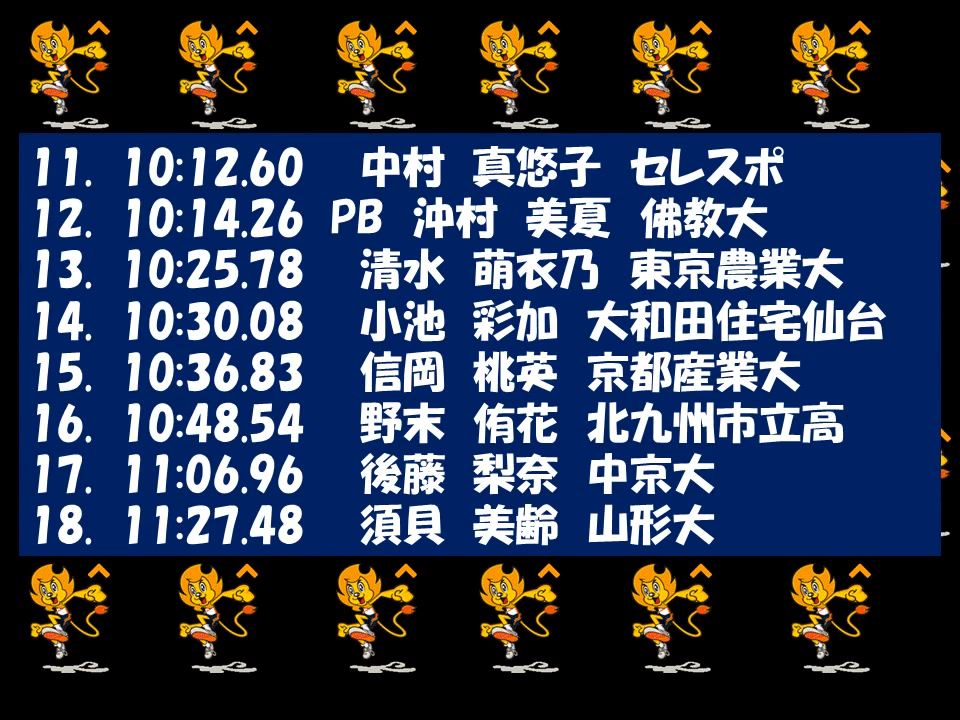 11. 10:12.60 中村 真悠子 セレスポ
12. 10:14.26 PB 沖村 美夏 佛教大
13. 10:25.78 清水 萌衣乃 東京農業大
14. 10:30.08 小池 彩加 大和田住宅仙台
15. 10:36.83 信岡 桃英 京都産業大
16. 10:48.54 野末 侑花 北九州市立高
17. 11:06.96 後藤 梨奈 中京大
18. 11:27.48 須貝 美齢 山形大